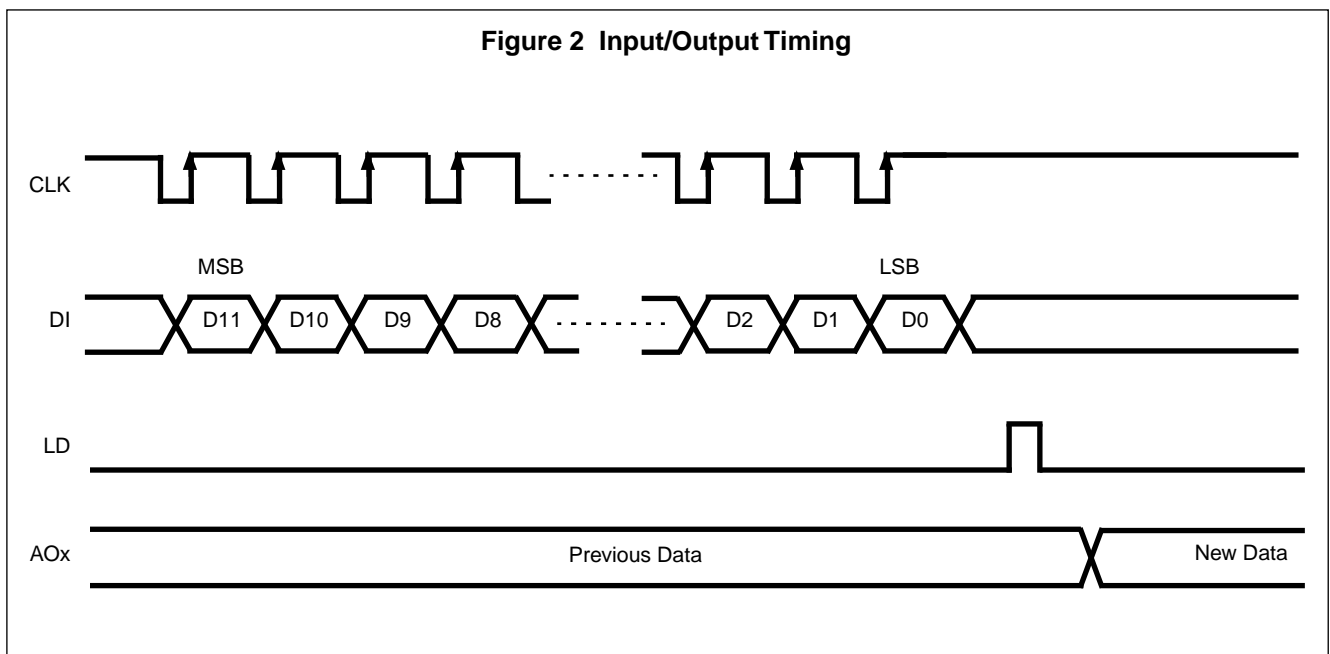 Figure 2 Input/Output Timing
CLK
MSB LSB
DI D11 D10 D9 D8 D2 D1 D0
LD
AOx Previous Data New Data